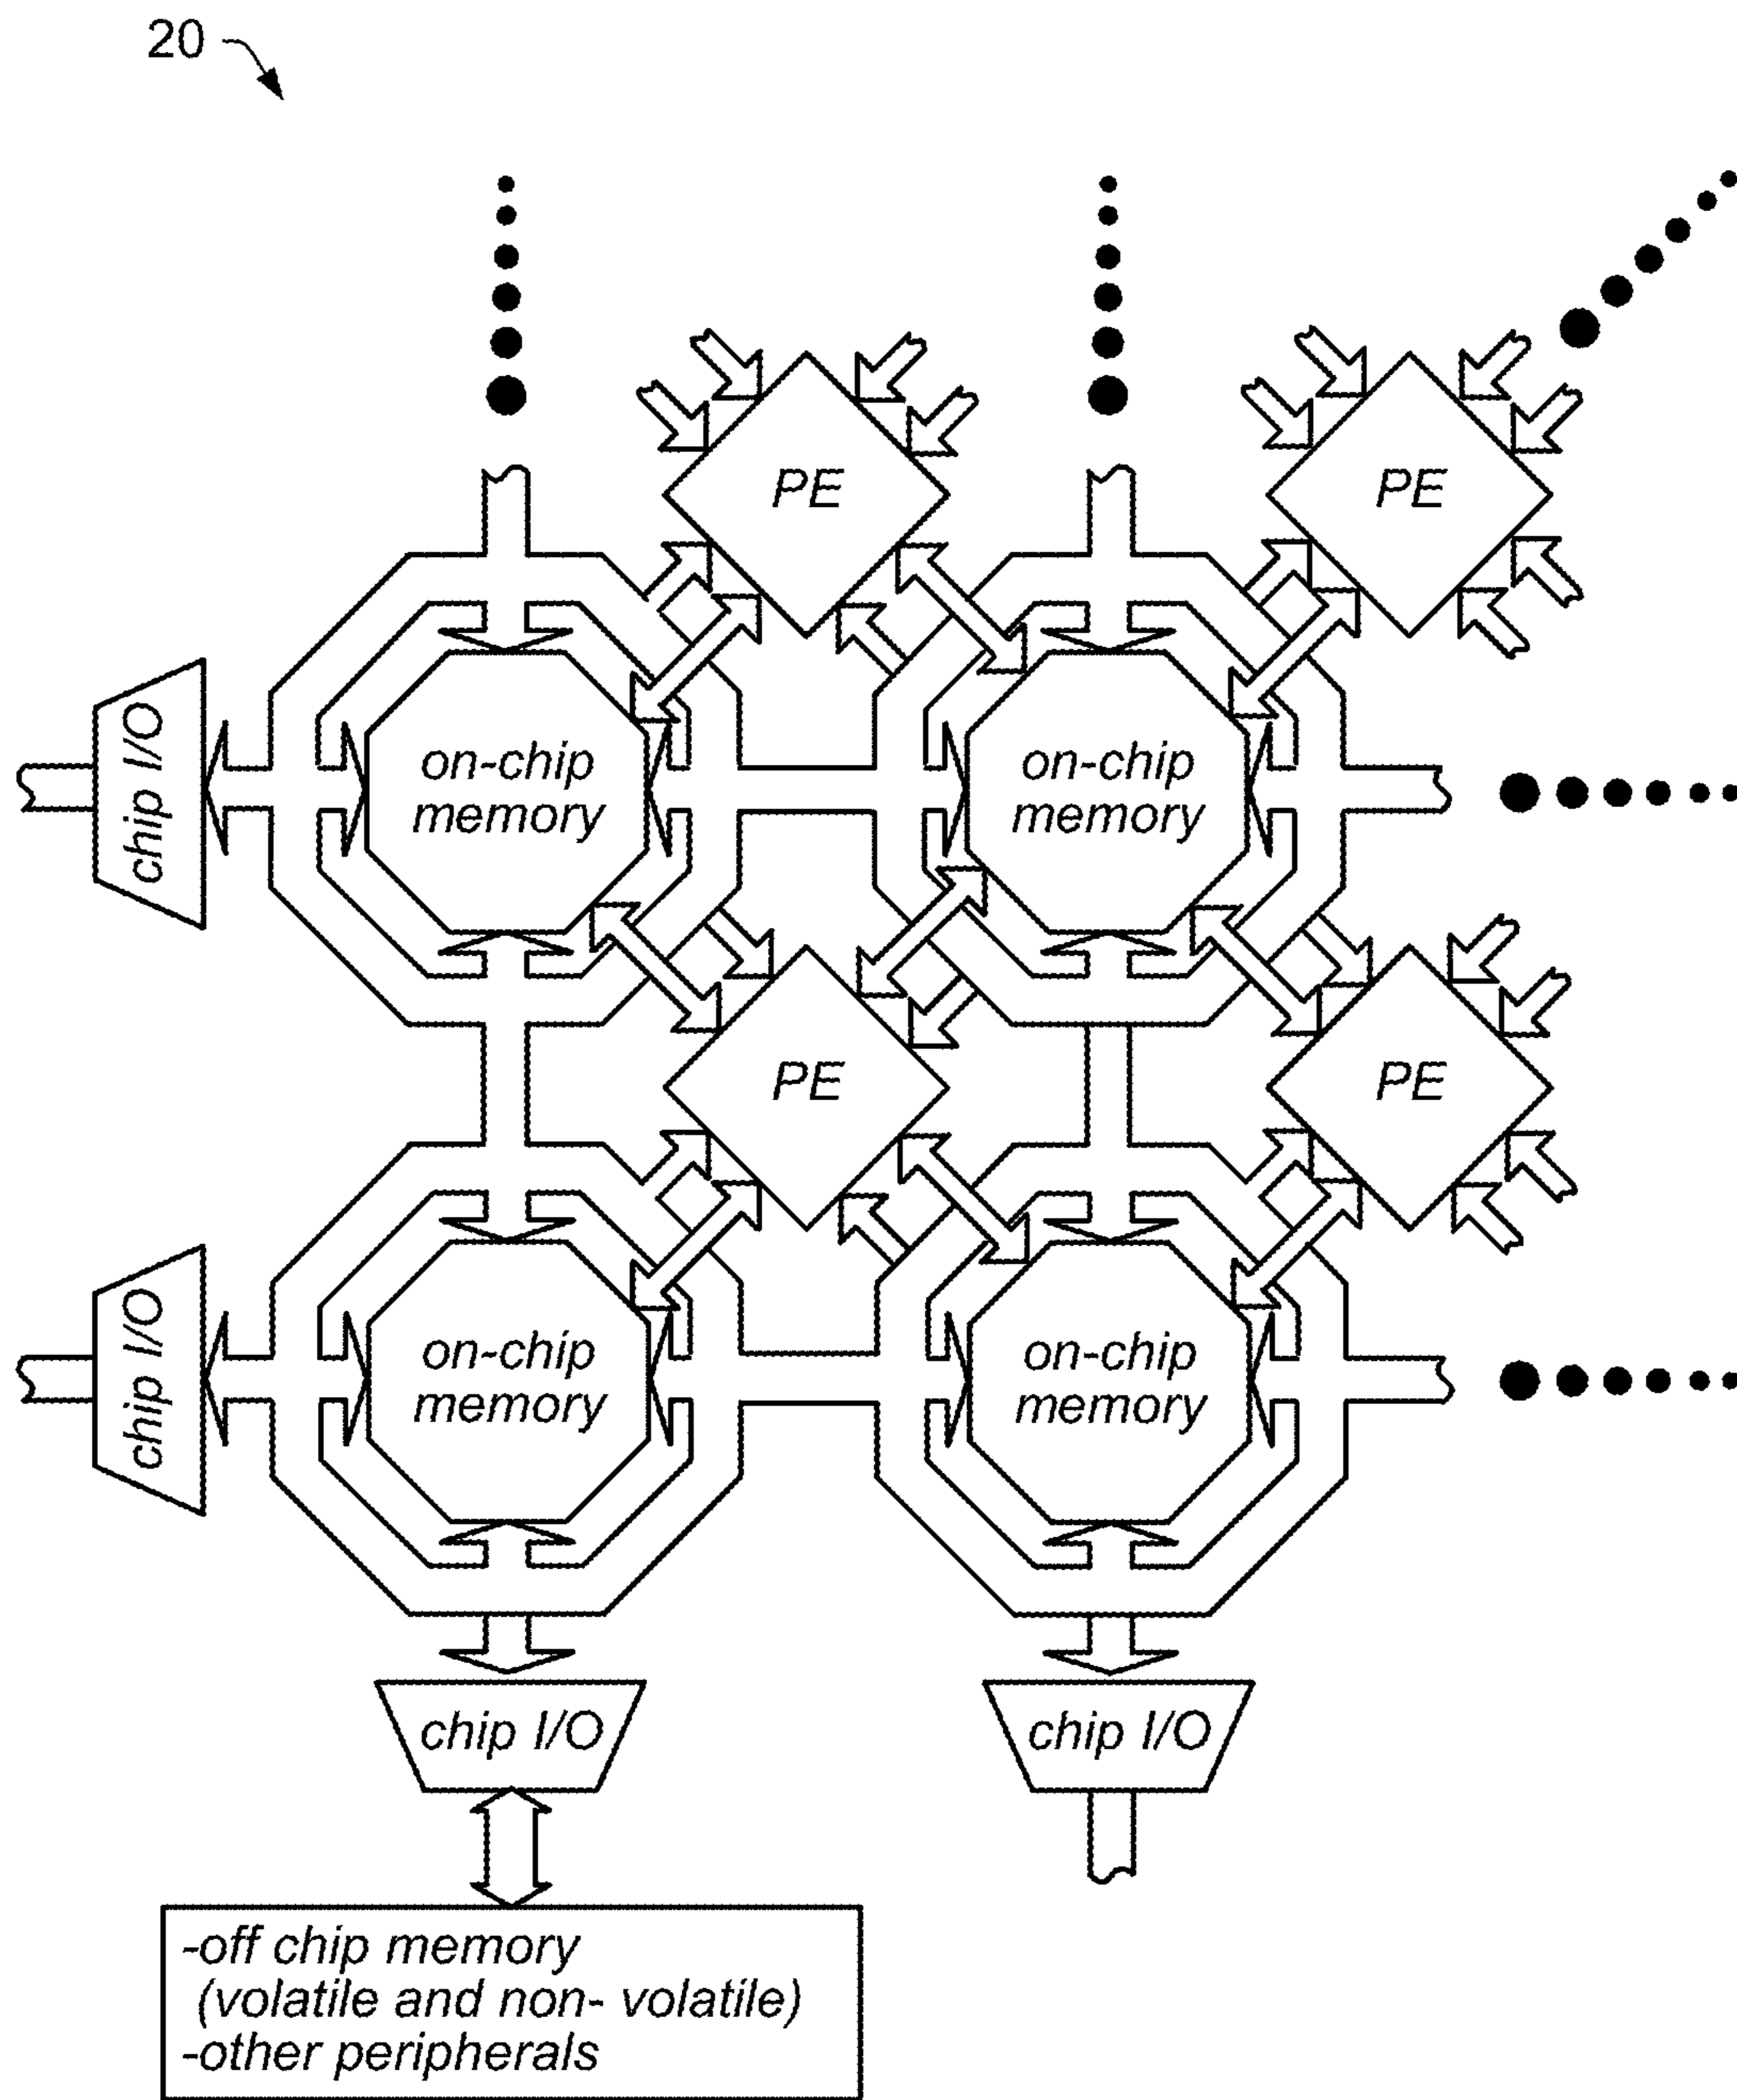 20
PE
PE
chip I/O
on-chip
memory
on-chip
memory
PE
PE
chip I/O
on-chip
memory
on-chip
memory
chip I/O
chip I/O
-off chip memory
(volatile and non- volatile)
-other peripherals